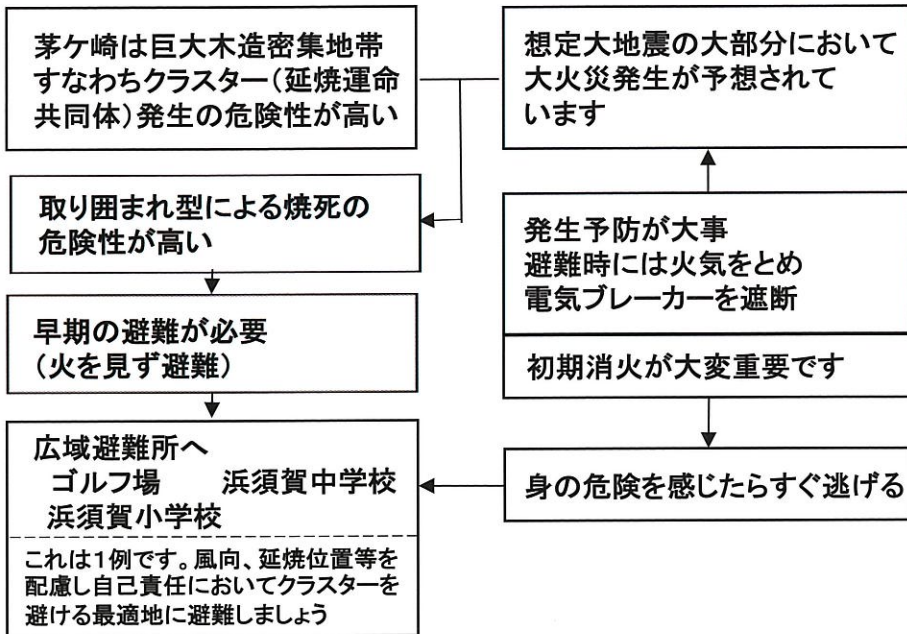 茅ケ崎は巨大木造密集地帯
すなわちクラスター(延焼運命
共同体)発生の危険性が高い
想定大地震の大部分において
大火災発生が予想されて
います
取り囲まれ型による焼死の
危険性が高い
発生予防が大事
避難時には火気をとめ
電気ブレーカーを遮断
早期の避難が必要
(火を見ず避難)
初期消火が大変重要です
広域避難所へ
ゴルフ場 浜須賀中学校
浜須賀小学校
身の危険を感じたらすぐ逃げる
これは1例です。風向、延焼位置等を
配慮し自己責任においてクラスターを
避ける最適地に避難しましょう